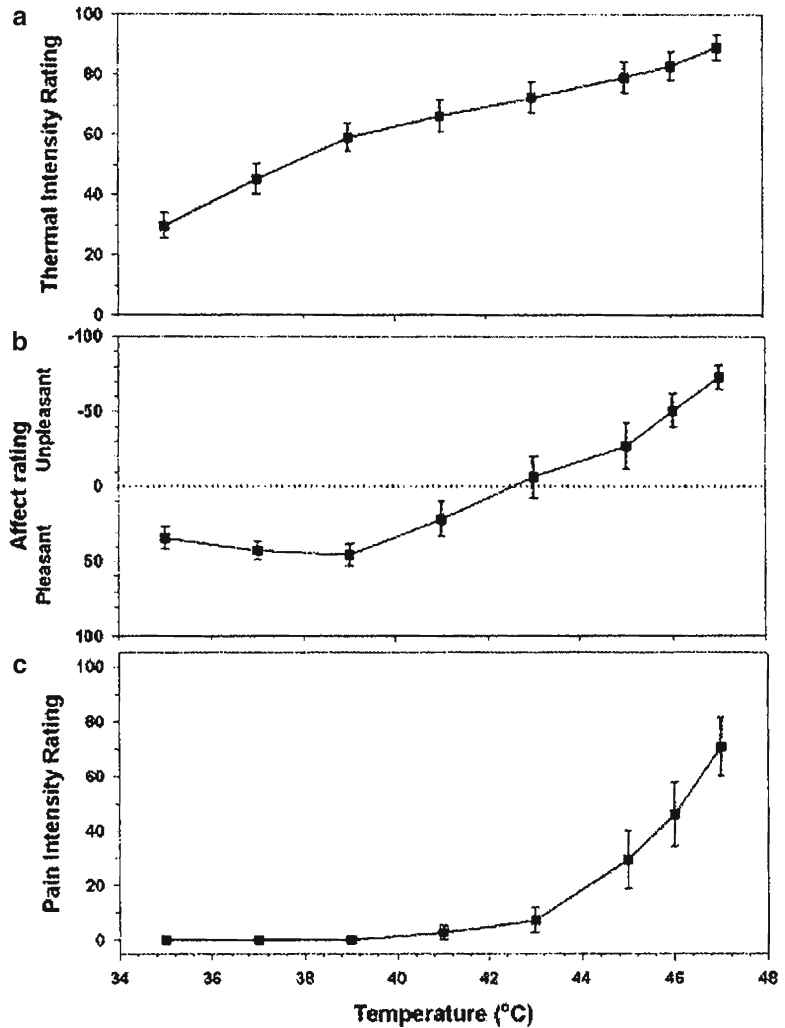 a
100
80
60
40
20
0
Thermal Intensity Rating
b
-100
-50
0
50
100
Affect rating
Unpleasant
Pleasant
c
100
80
60
40
20
0
Pain Intensity Rating
34 36 38 40 42 44 46 48
Temperature (°C)